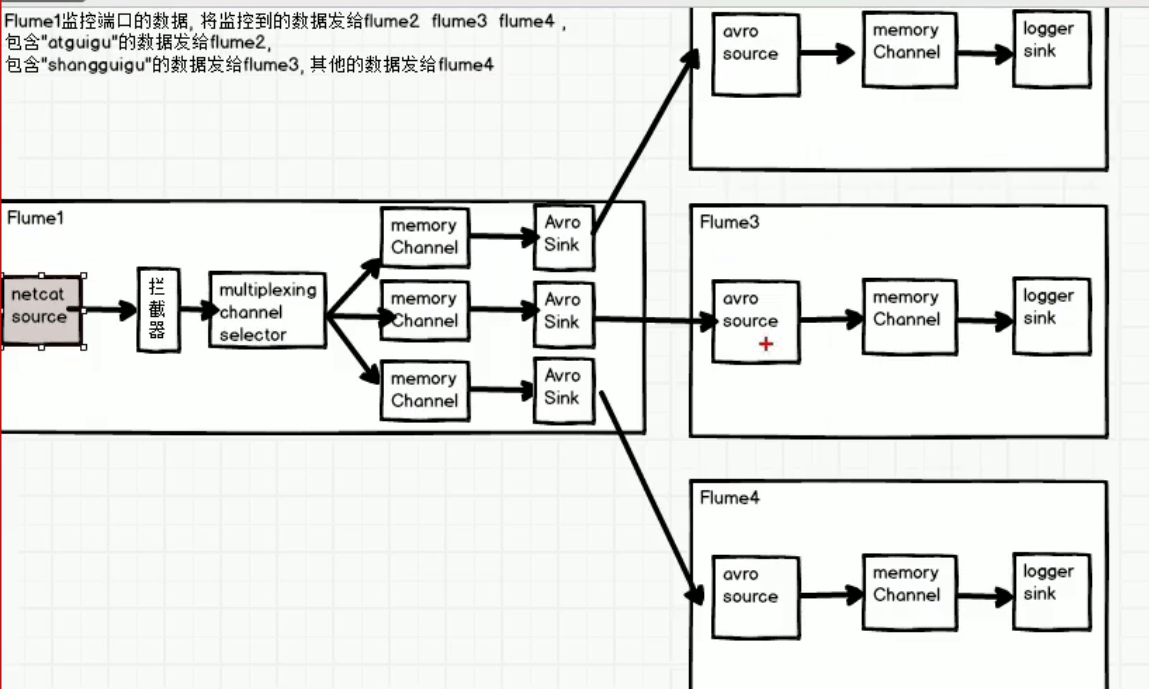 Flume1监控端口的数据, 将监控到的数据发给flume2 flume3 flume4 ,
包含"atguigu"的数据发给flume2,
包含"shangguigu"的数据发给flume3, 其他的数据发给flume4
avro
source
memory
Channel
logger
sink
Flume1
netcat
source
拦
截
器
multiplexing
channel
selector
memory
Channel
Avro
Sink
memory
Channel
Avro
Sink
memory
Channel
Avro
Sink
Flume3
avro
source
memory
Channel
logger
sink
Flume4
avro
source
memory
Channel
logger
sink